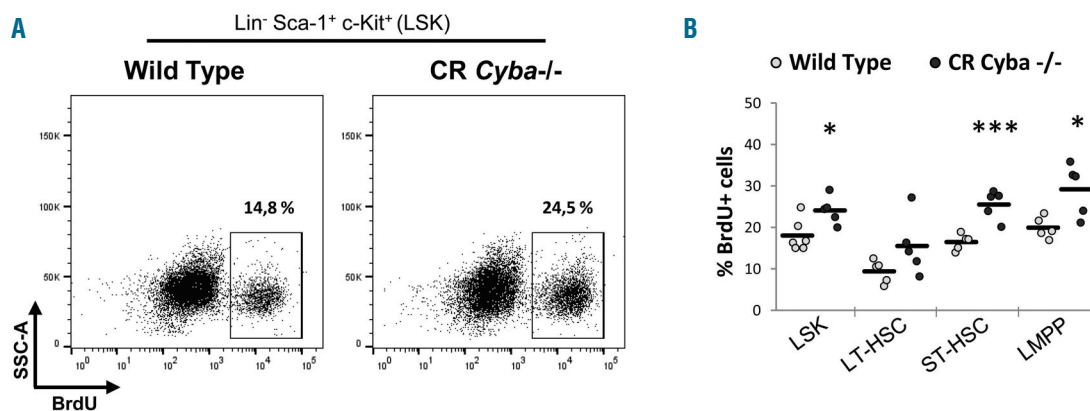 A
Lin⁻ Sca-1⁺ c-Kit⁺ (LSK)
Wild Type
CR Cyba-/-
150K
100K
50K
0
14,8 %
10⁰ 10¹ 10² 10³ 10⁴ 10⁵
150K
100K
50K
0
24,5 %
10⁰ 10¹ 10² 10³ 10⁴ 10⁵
SSC-A
BrdU
B
Wild Type CR Cyba -/-
% BrdU+ cells
50
40
30
20
10
0
* *** *
LSK LT-HSC ST-HSC LMPP